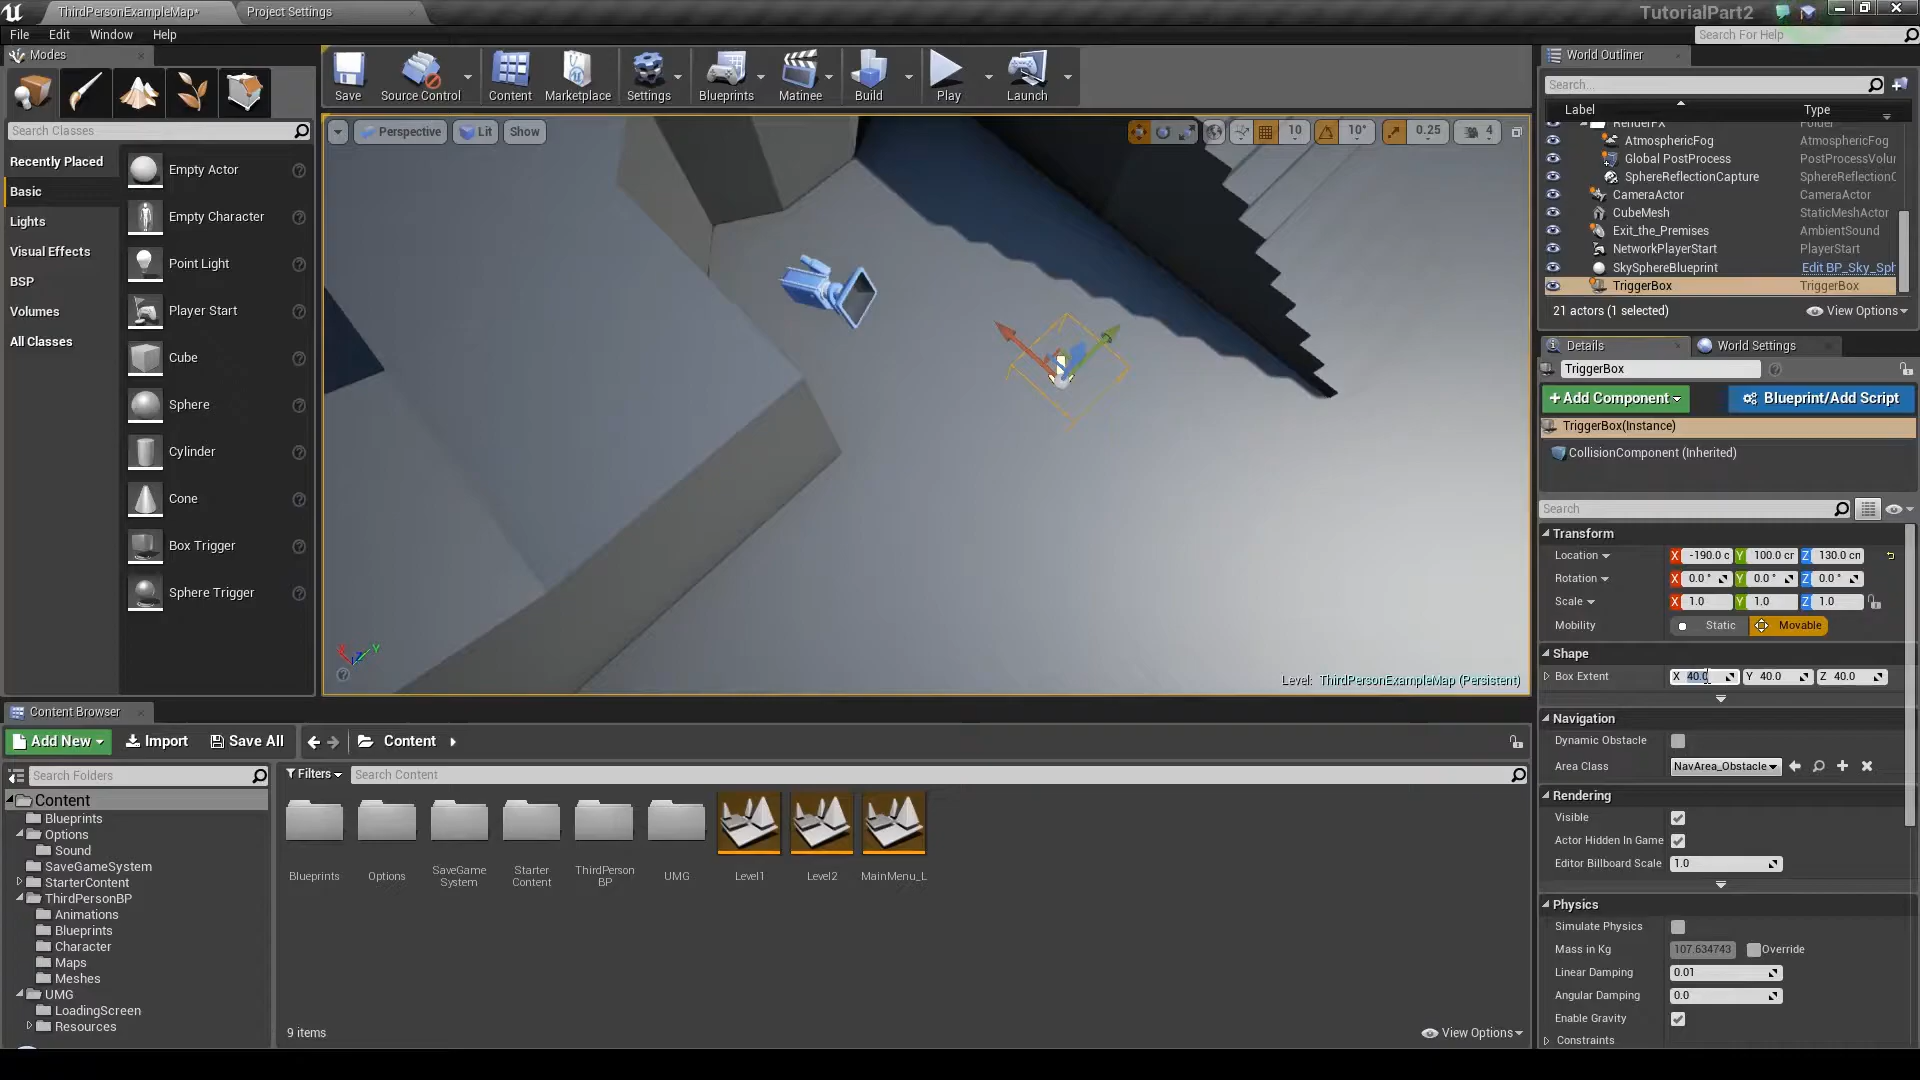 ThirdPersonExampleMap*
Project Settings
TutorialPart2
File Edit Window Help
Search For Help
Modes
Search Classes
Recently Placed
Basic
Lights
Visual Effects
BSP
Volumes
All Classes
Empty Actor
Empty Character
Point Light
Player Start
Cube
Sphere
Cylinder
Cone
Box Trigger
Sphere Trigger
Save
Source Control
Content
Marketplace
Settings
Blueprints
Matinee
Build
Play
Launch
Perspective
Lit
Show
10
10°
0.25
4
Level: ThirdPersonExampleMap (Persistent)
World Outliner
Search...
Label Type
RenderFX Folder
AtmosphericFog AtmosphericFog
Global PostProcess PostProcessVolur
SphereReflectionCapture SphereReflectionC
CameraActor CameraActor
CubeMesh StaticMeshActor
Exit_the_Premises AmbientSound
NetworkPlayerStart PlayerStart
SkySphereBlueprint Edit BP_Sky_Sph
TriggerBox TriggerBox
21 actors (1 selected)
View Options
Details
World Settings
TriggerBox
+Add Component
Blueprint/Add Script
TriggerBox(Instance)
CollisionComponent (Inherited)
Search
Transform
Location X -190.0 c Y 100.0 cr Z 130.0 cn
Rotation X 0.0 ° Y 0.0 ° Z 0.0 °
Scale X 1.0 Y 1.0 Z 1.0
Mobility Static Movable
Shape
Box Extent X 40.0 Y 40.0 Z 40.0
Navigation
Dynamic Obstacle
Area Class NavArea_Obstacle
Rendering
Visible
Actor Hidden In Game
Editor Billboard Scale 1.0
Physics
Simulate Physics
Mass in Kg 107.634743 Override
Linear Damping 0.01
Angular Damping 0.0
Enable Gravity
Constraints
Content Browser
Add New
Import
Save All
Content
Search Folders
Filters
Search Content
Content
Blueprints
Options
Sound
SaveGameSystem
StarterContent
ThirdPersonBP
Animations
Blueprints
Character
Maps
Meshes
UMG
LoadingScreen
Resources
Blueprints
Options
SaveGame
System
Starter
Content
ThirdPerson
BP
UMG
Level1
Level2
MainMenu_L
9 items
View Options